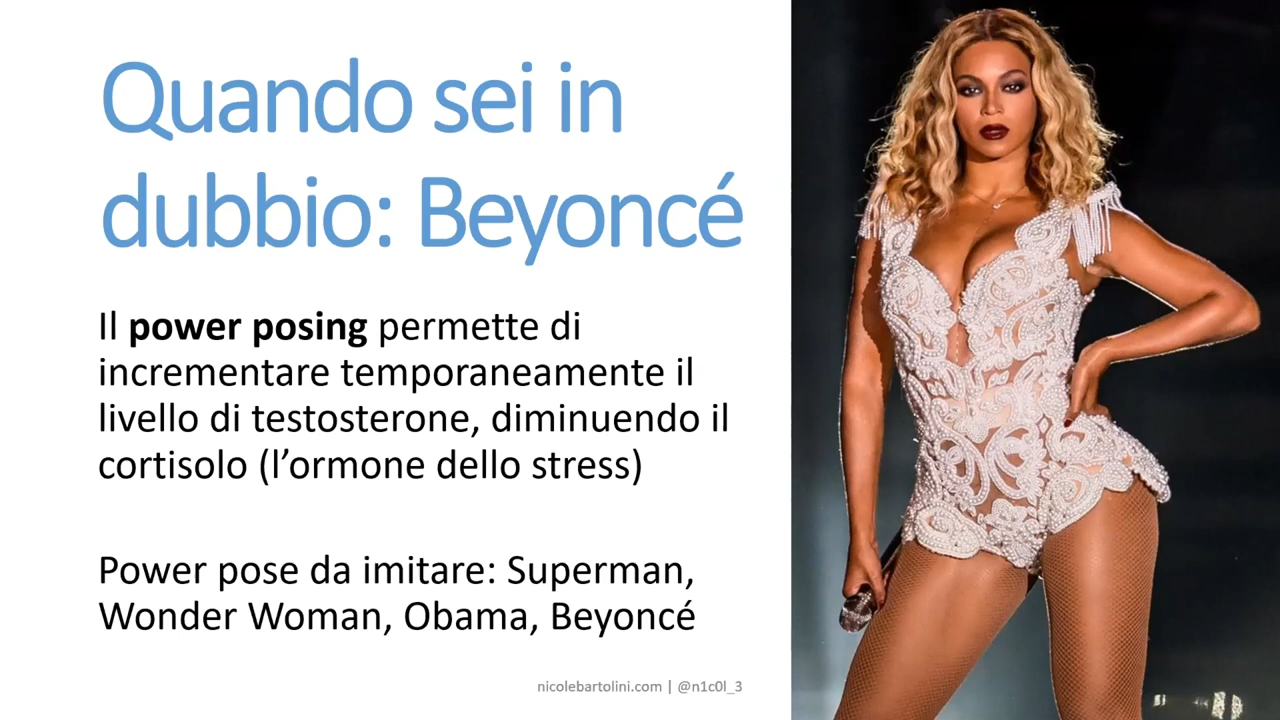 Quando sei in
dubbio: Beyoncé
Il power posing permette di
incrementare temporaneamente il
livello di testosterone, diminuendo il
cortisolo (l’ormone dello stress)
Power pose da imitare: Superman,
Wonder Woman, Obama, Beyoncé
nicolebartolini.com | @n1c0l_3